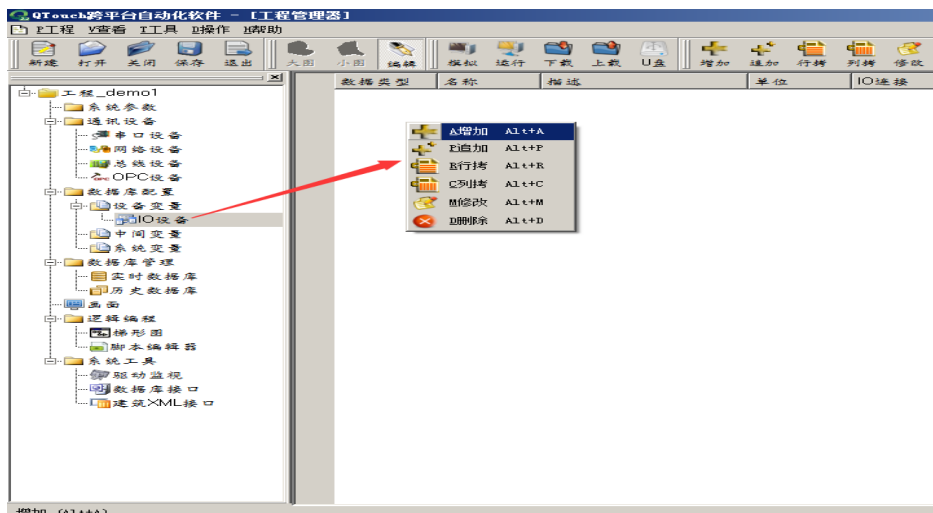 QTouch跨平台自动化软件 - [工程管理器]
P工程 V查看 T工具 D操作 H帮助
新建 打开 关闭 保存 退出 大图 小图 编辑 模拟 运行 下载 上载 U盘 增加 追加 行拷 列拷 修改
数据类型 名称 描述 单位 IO连接
工程_demo1
系统参数
通讯设备
串口设备
网络设备
总线设备
OPC设备
数据库配置
设备变量
IO设备
中间变量
系统变量
数据库管理
实时数据库
历史数据库
画面
逻辑编程
梯形图
脚本编辑器
系统工具
驱动监视
数据库接口
建筑XML接口
A增加 Alt+A
P追加 Alt+P
R行拷 Alt+R
C列拷 Alt+C
M修改 Alt+M
D删除 Alt+D
增加 (Alt+A)